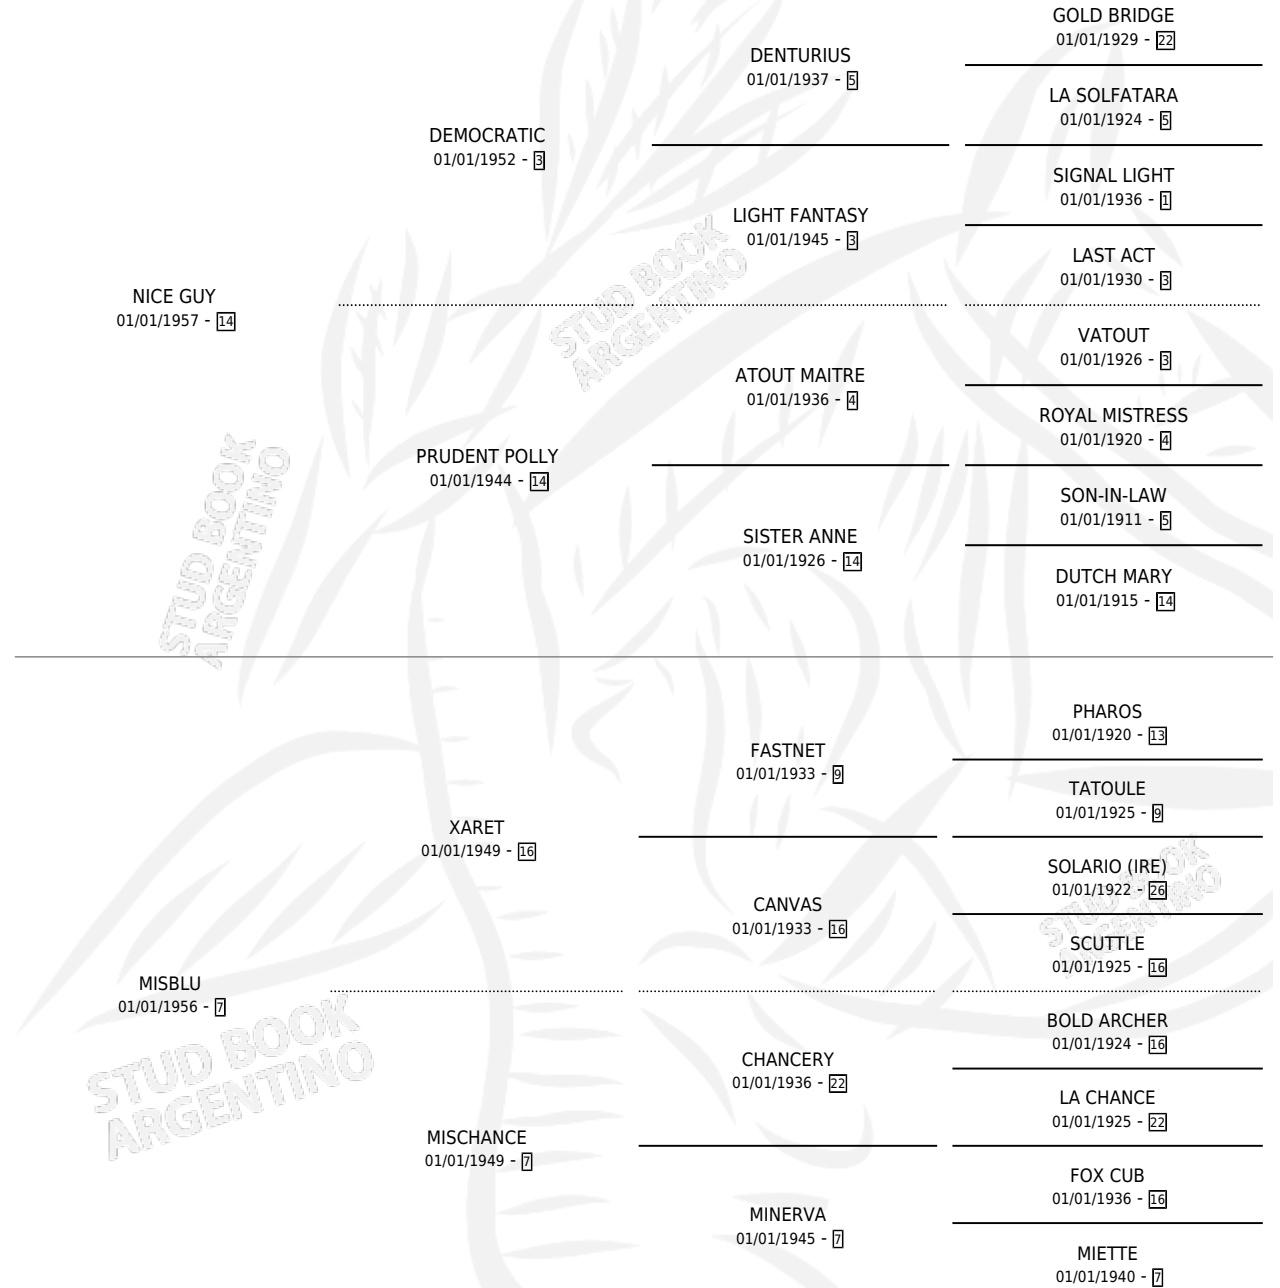 GOLD BRIDGE
01/01/1929 - 22
DENTURIUS
01/01/1937 - 5
LA SOLFATARA
01/01/1924 - 5
DEMOCRATIC
01/01/1952 - 3
SIGNAL LIGHT
01/01/1936 - 1
LIGHT FANTASY
01/01/1945 - 3
LAST ACT
01/01/1930 - 3
NICE GUY
01/01/1957 - 14
VATOUT
01/01/1926 - 3
ATOUT MAITRE
01/01/1936 - 4
ROYAL MISTRESS
01/01/1920 - 4
PRUDENT POLLY
01/01/1944 - 14
SON-IN-LAW
01/01/1911 - 5
SISTER ANNE
01/01/1926 - 14
DUTCH MARY
01/01/1915 - 14
PHAROS
01/01/1920 - 13
FASTNET
01/01/1933 - 9
TATOULE
01/01/1925 - 9
XARET
01/01/1949 - 16
SOLARIO (IRE)
01/01/1922 - 26
CANVAS
01/01/1933 - 16
SCUTTLE
01/01/1925 - 16
MISBLU
01/01/1956 - 7
BOLD ARCHER
01/01/1924 - 16
CHANCERY
01/01/1936 - 22
LA CHANCE
01/01/1925 - 22
MISCHANCE
01/01/1949 - 7
FOX CUB
01/01/1936 - 16
MINERVA
01/01/1945 - 7
MIETTE
01/01/1940 - 7
STUD BOOK
ARGENTINO
STUD BOOK
ARGENTINO
STUD BOOK
ARGENTINO
STUD BOOK
ARGENTINO